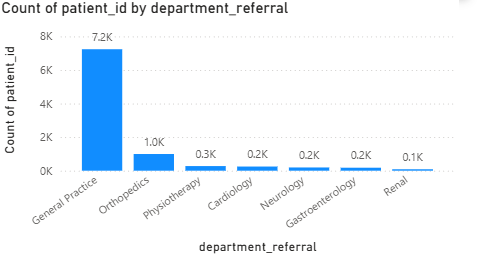 Count of patient_id by department_referral
Count of patient_id
8K
6K
4K
2K
0K
7.2K
1.0K
0.3K
0.2K
0.2K
0.2K
0.1K
General Practice
Orthopedics
Physiotherapy
Cardiology
Neurology
Gastroenterology
Renal
department_referral